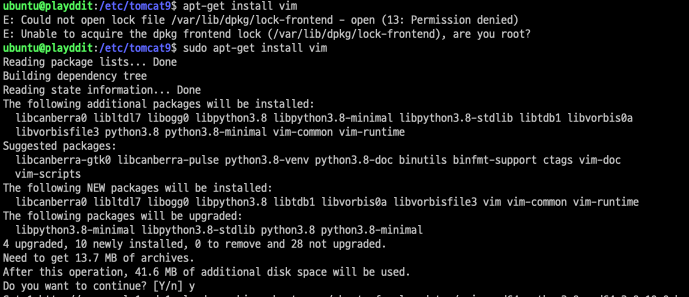 ubuntu@playddit:/etc/tomcat9$ apt-get install vim
E: Could not open lock file /var/lib/dpkg/lock-frontend - open (13: Permission denied)
E: Unable to acquire the dpkg frontend lock (/var/lib/dpkg/lock-frontend), are you root?
ubuntu@playddit:/etc/tomcat9$ sudo apt-get install vim
Reading package lists... Done
Building dependency tree
Reading state information... Done
The following additional packages will be installed:
libcanberra0 libltdl7 libogg0 libpython3.8 libpython3.8-minimal libpython3.8-stdlib libtdb1 libvorbis0a
libvorbisfile3 python3.8 python3.8-minimal vim-common vim-runtime
Suggested packages:
libcanberra-gtk0 libcanberra-pulse python3.8-venv python3.8-doc binutils binfmt-support ctags vim-doc
vim-scripts
The following NEW packages will be installed:
libcanberra0 libltdl7 libogg0 libpython3.8 libtdb1 libvorbis0a libvorbisfile3 vim vim-common vim-runtime
The following packages will be upgraded:
libpython3.8-minimal libpython3.8-stdlib python3.8 python3.8-minimal
4 upgraded, 10 newly installed, 0 to remove and 28 not upgraded.
Need to get 13.7 MB of archives.
After this operation, 41.6 MB of additional disk space will be used.
Do you want to continue? [Y/n] y